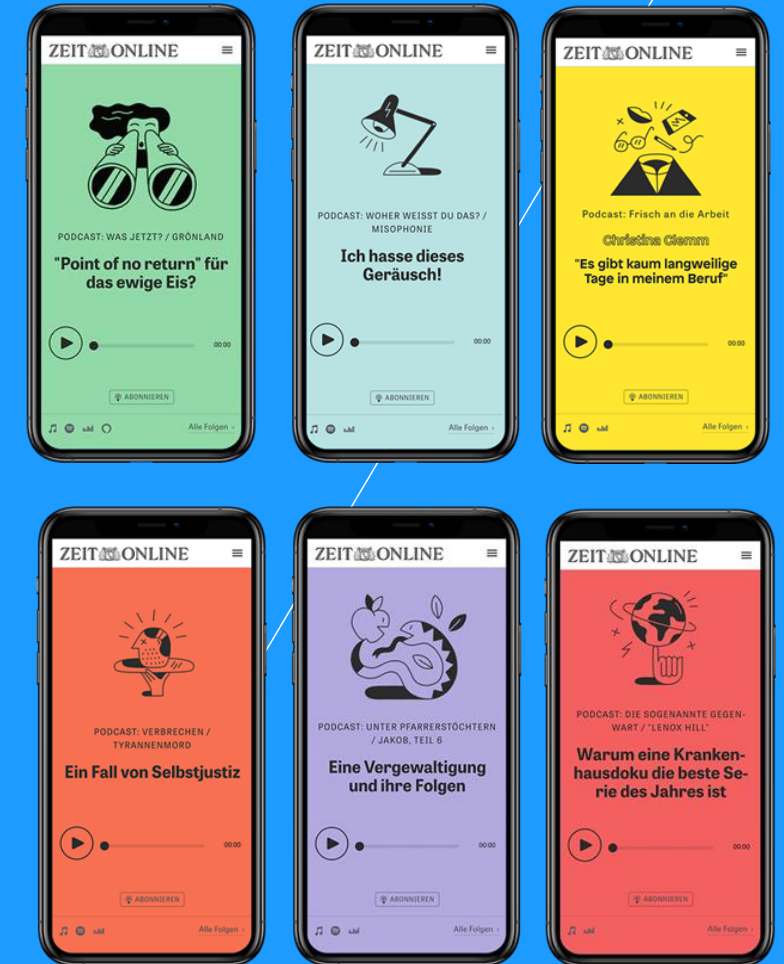 ZEIT ONLINE
PODCAST: WAS JETZT? / GRÖNLAND
"Point of no return" für
das ewige Eis?
00:00
ABONNIEREN
Alle Folgen ›
ZEIT ONLINE
PODCAST: WOHER WEISST DU DAS? /
MISOPHONIE
Ich hasse dieses
Geräusch!
00:00
ABONNIEREN
Alle Folgen ›
ZEIT ONLINE
Podcast: Frisch an die Arbeit
Christina Clemm
"Es gibt kaum langweilige
Tage in meinem Beruf"
00:00
ABONNIEREN
Alle Folgen ›
ZEIT ONLINE
PODCAST: VERBRECHEN /
TYRANNENMORD
Ein Fall von Selbstjustiz
00:00
ABONNIEREN
Alle Folgen ›
ZEIT ONLINE
PODCAST: UNTER PFARRERSTÖCHTERN
/ JAKOB, TEIL 6
Eine Vergewaltigung
und ihre Folgen
00:00
ABONNIEREN
Alle Folgen ›
ZEIT ONLINE
PODCAST: DIE SOGENANNTE GEGEN-
WART / "LENOX HILL"
Warum eine Kranken-
hausdoku die beste Se-
rie des Jahres ist
00:00
ABONNIEREN
Alle Folgen ›